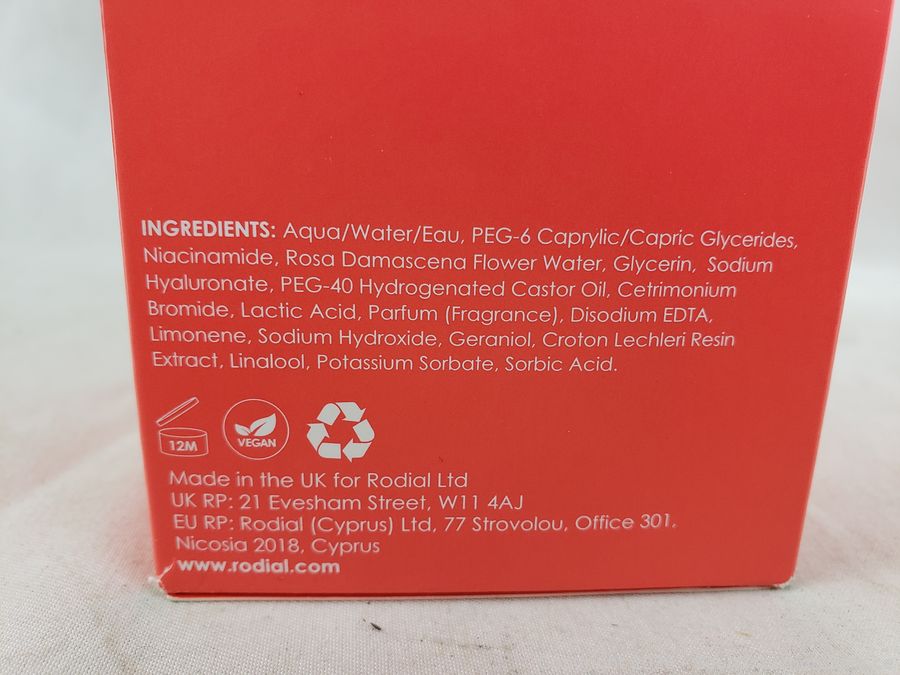 INGREDIENTS: Aqua/Water/Eau, PEG-6 Caprylic/Capric Glycerides,
Niacinamide, Rosa Damascena Flower Water, Glycerin, Sodium
Hyaluronate, PEG-40 Hydrogenated Castor Oil, Cetrimonium
Bromide, Lactic Acid, Parfum (Fragrance), Disodium EDTA,
Limonene, Sodium Hydroxide, Geraniol, Croton Lechleri Resin
Extract, Linalool, Potassium Sorbate, Sorbic Acid.
12M
VEGAN
Made in the UK for Rodial Ltd
UK RP: 21 Evesham Street, W11 4AJ
EU RP: Rodial (Cyprus) Ltd, 77 Strovolou, Office 301,
Nicosia 2018, Cyprus
www.rodial.com